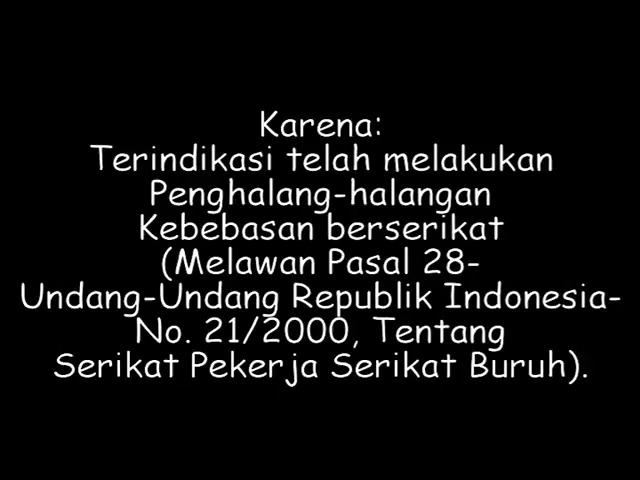 Karena:
Terindikasi telah melakukan
Penghalang-halangan
Kebebasan berserikat
(Melawan Pasal 28-
Undang-Undang Republik Indonesia-
No. 21/2000, Tentang
Serikat Pekerja Serikat Buruh).